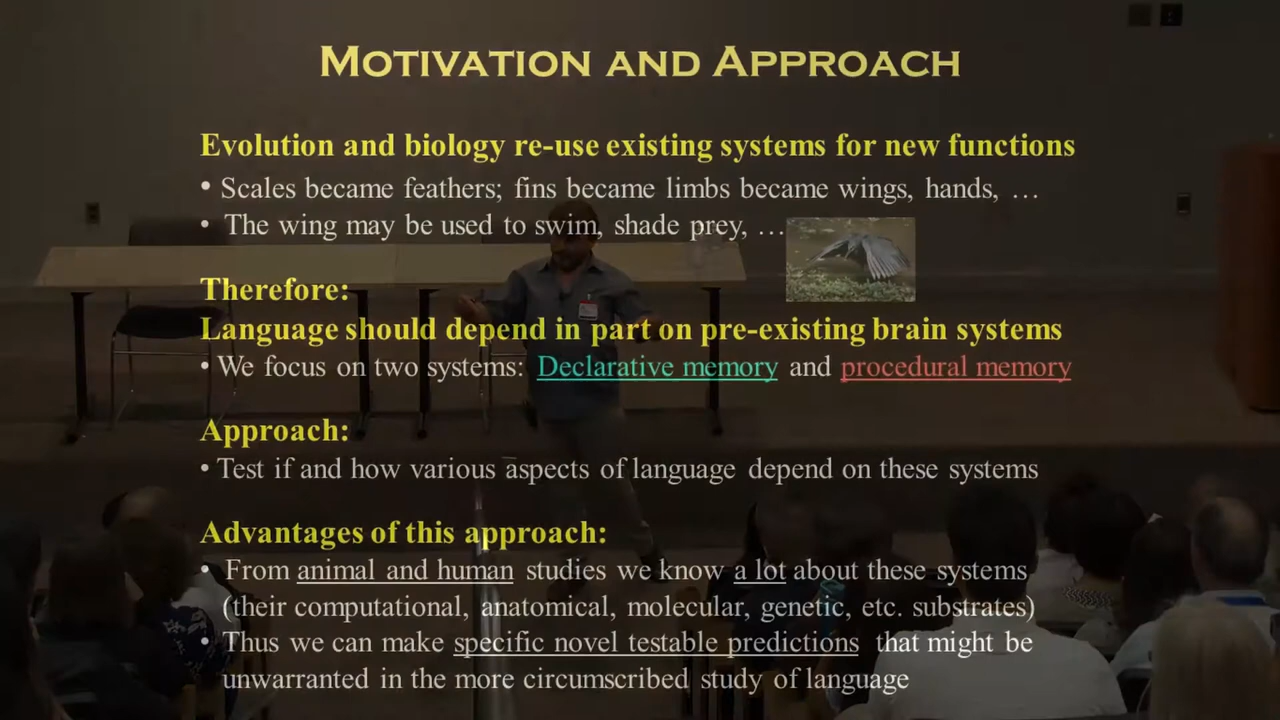 MOTIVATION AND APPROACH
Evolution and biology re-use existing systems for new functions
• Scales became feathers; fins became limbs became wings, hands, …
• The wing may be used to swim, shade prey, …
Therefore:
Language should depend in part on pre-existing brain systems
• We focus on two systems: Declarative memory and procedural memory
Approach:
• Test if and how various aspects of language depend on these systems
Advantages of this approach:
• From animal and human studies we know a lot about these systems
(their computational, anatomical, molecular, genetic, etc. substrates)
• Thus we can make specific novel testable predictions that might be
unwarranted in the more circumscribed study of language